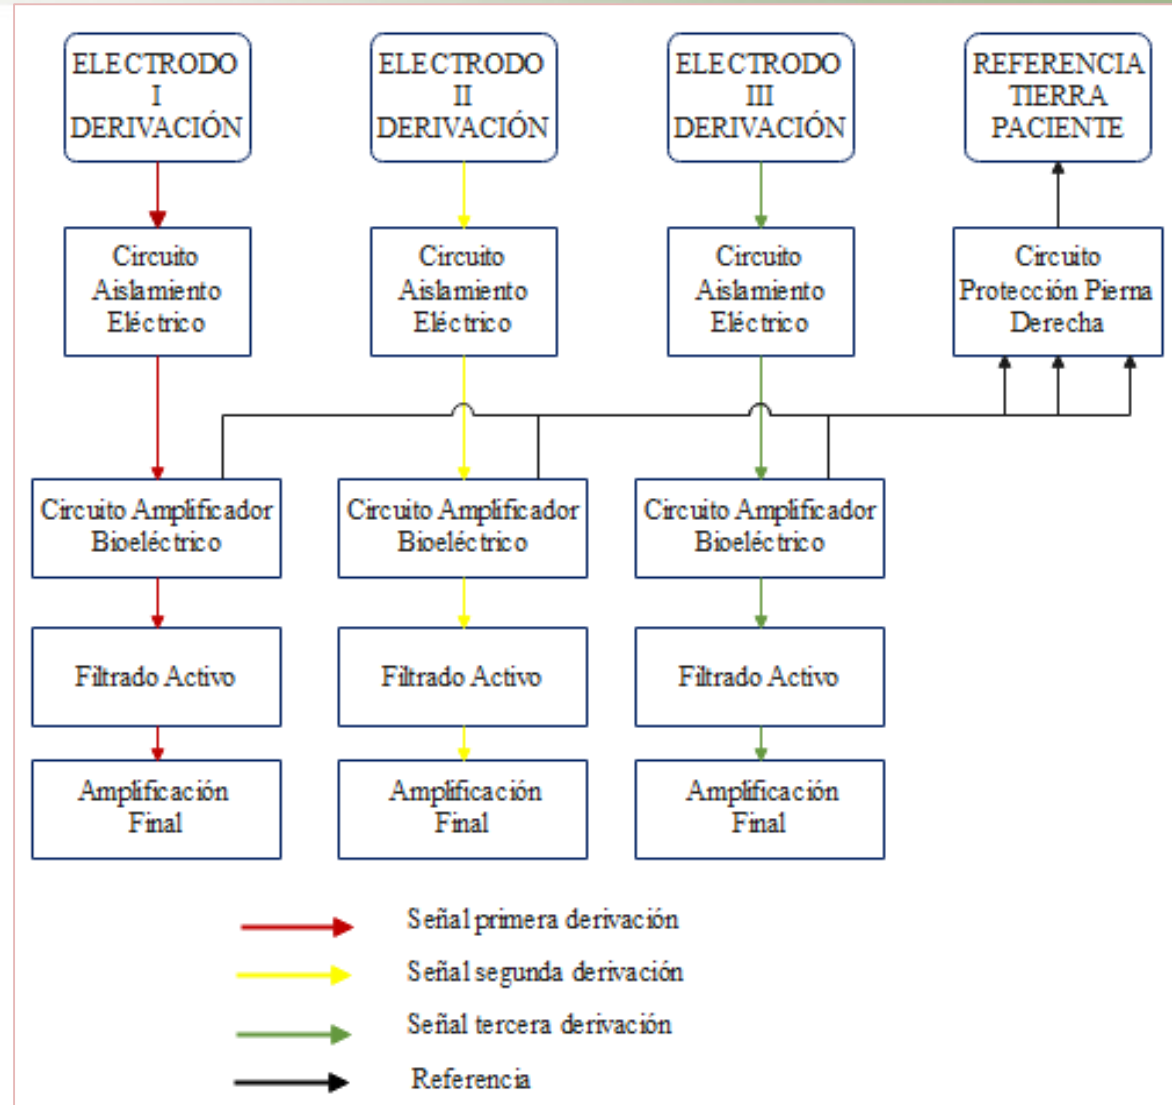 ELECTRODO
I
DERIVACIÓN
ELECTRODO
II
DERIVACIÓN
ELECTRODO
III
DERIVACIÓN
REFERENCIA
TIERRA
PACIENTE
Circuito
Aislamiento
Eléctrico
Circuito
Aislamiento
Eléctrico
Circuito
Aislamiento
Eléctrico
Circuito
Protección Pierna
Derecha
Circuito Amplificador
Bioeléctrico
Circuito Amplificador
Bioeléctrico
Circuito Amplificador
Bioeléctrico
Filtrado Activo
Filtrado Activo
Filtrado Activo
Amplificación
Final
Amplificación
Final
Amplificación
Final
Señal primera derivación
Señal segunda derivación
Señal tercera derivación
Referencia